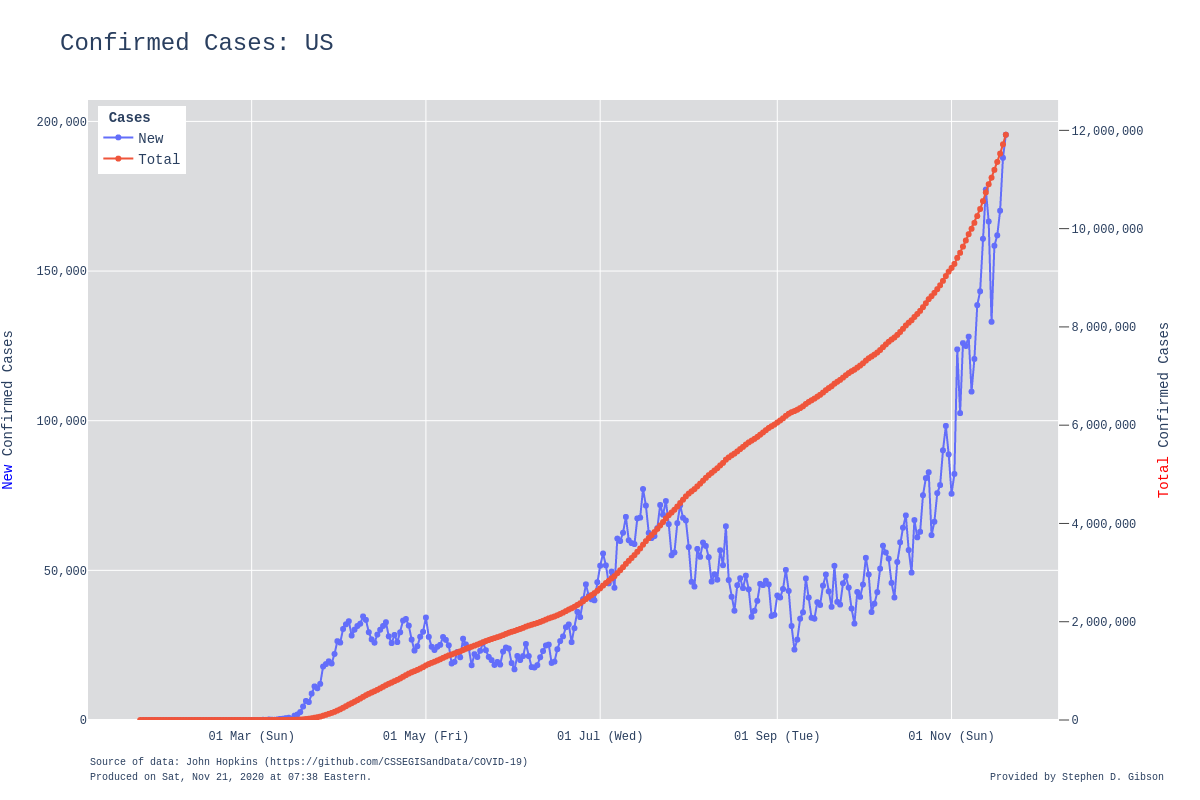 Confirmed Cases: US
Cases
New
Total
200,000
150,000
100,000
50,000
0
12,000,000
10,000,000
8,000,000
6,000,000
4,000,000
2,000,000
0
New Confirmed Cases
Total Confirmed Cases
01 Mar (Sun)
01 May (Fri)
01 Jul (Wed)
01 Sep (Tue)
01 Nov (Sun)
Source of data: John Hopkins (https://github.com/CSSEGISandData/COVID-19)
Produced on Sat, Nov 21, 2020 at 07:38 Eastern.
Provided by Stephen D. Gibson